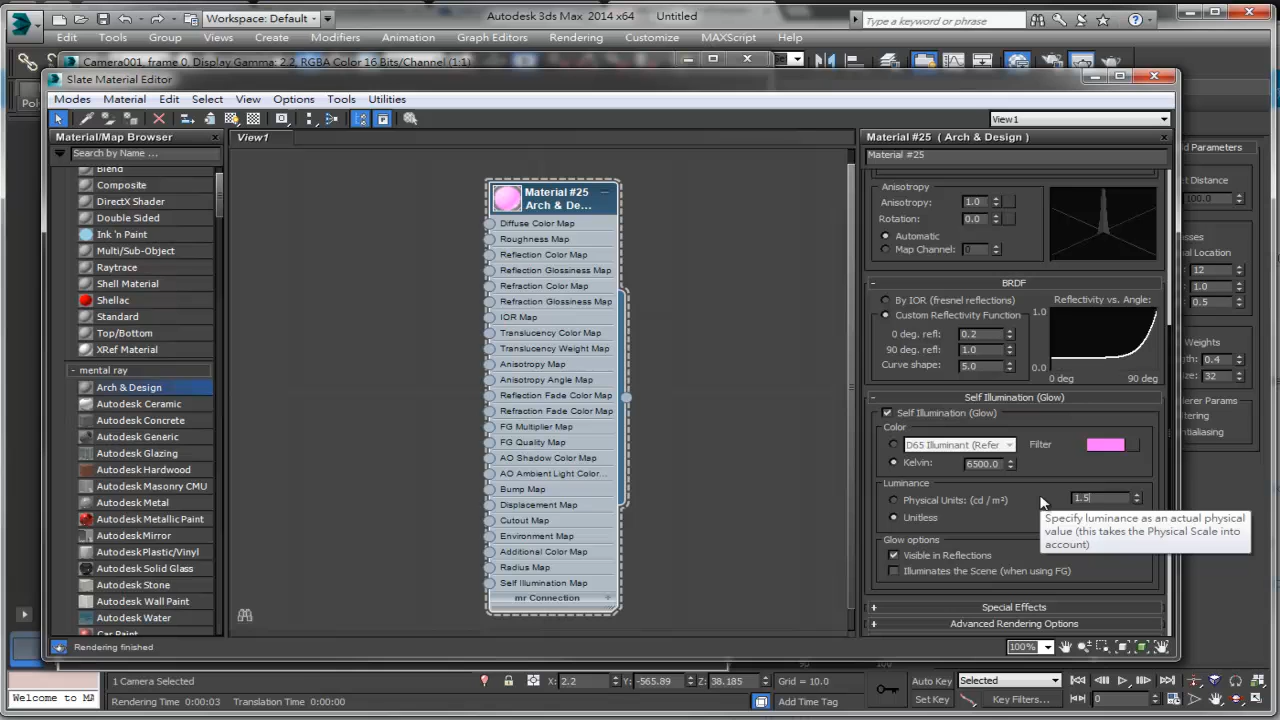 Workspace: Default
Autodesk 3ds Max 2014 x64 Untitled
Type a keyword or phrase
Edit Tools Group Views Create Modifiers Animation Graph Editors Rendering Customize MAXScript Help
Camera001, frame 0, Display Gamma: 2.2, RGBA Color 16 Bits/Channel (1:1)
Slate Material Editor
Modes Material Edit Select View Options Tools Utilities
View1
Material/Map Browser
Search by Name ...
Blend
Composite
DirectX Shader
Double Sided
Ink 'n Paint
Multi/Sub-Object
Raytrace
Shell Material
Shellac
Standard
Top/Bottom
XRef Material
- mental ray
Arch & Design
Autodesk Ceramic
Autodesk Concrete
Autodesk Generic
Autodesk Glazing
Autodesk Hardwood
Autodesk Masonry CMU
Autodesk Metal
Autodesk Metallic Paint
Autodesk Mirror
Autodesk Plastic/Vinyl
Autodesk Solid Glass
Autodesk Stone
Autodesk Wall Paint
Autodesk Water
Car Paint
View1
Material #25
Arch & De...
Diffuse Color Map
Roughness Map
Reflection Color Map
Reflection Glossiness Map
Refraction Color Map
Refraction Glossiness Map
IOR Map
Translucency Color Map
Translucency Weight Map
Anisotropy Map
Anisotropy Angle Map
Reflection Fade Color Map
Refraction Fade Color Map
FG Multiplier Map
FG Quality Map
AO Shadow Color Map
AO Ambient Light Color...
Bump Map
Displacement Map
Cutout Map
Environment Map
Additional Color Map
Radius Map
Self Illumination Map
mr Connection +
Material #25 ( Arch & Design )
Material #25
Anisotropy
Anisotropy: 1.0
Rotation: 0.0
Automatic
Map Channel: 0
- BRDF
By IOR (fresnel reflections)
Custom Reflectivity Function
0 deg. refl: 0.2
90 deg. refl: 1.0
Curve shape: 5.0
Reflectivity vs. Angle:
1.0
0.0
0 deg 90 deg
- Self Illumination (Glow)
Self Illumination (Glow)
Color
D65 Illuminant (Refer Filter
Kelvin: 6500.0
Luminance
Physical Units: (cd / m²) 1.5
Unitless
Specify luminance as an actual physical
value (this takes the Physical Scale into
account)
Glow options
Visible in Reflections
Illuminates the Scene (when using FG)
+ Special Effects
+ Advanced Rendering Options
Parameters
Distance
100.0
Location
12
1.0
0.5
Weights
0.4
32
Params
Rendering finished
100%
90 100
1 Camera Selected X: 2.2 Y: -565.89 Z: 38.185 Grid = 10.0 Auto Key Selected
Welcome to MA Rendering Time 0:00:03 Translation Time 0:00:00 Add Time Tag Set Key Key Filters... 0